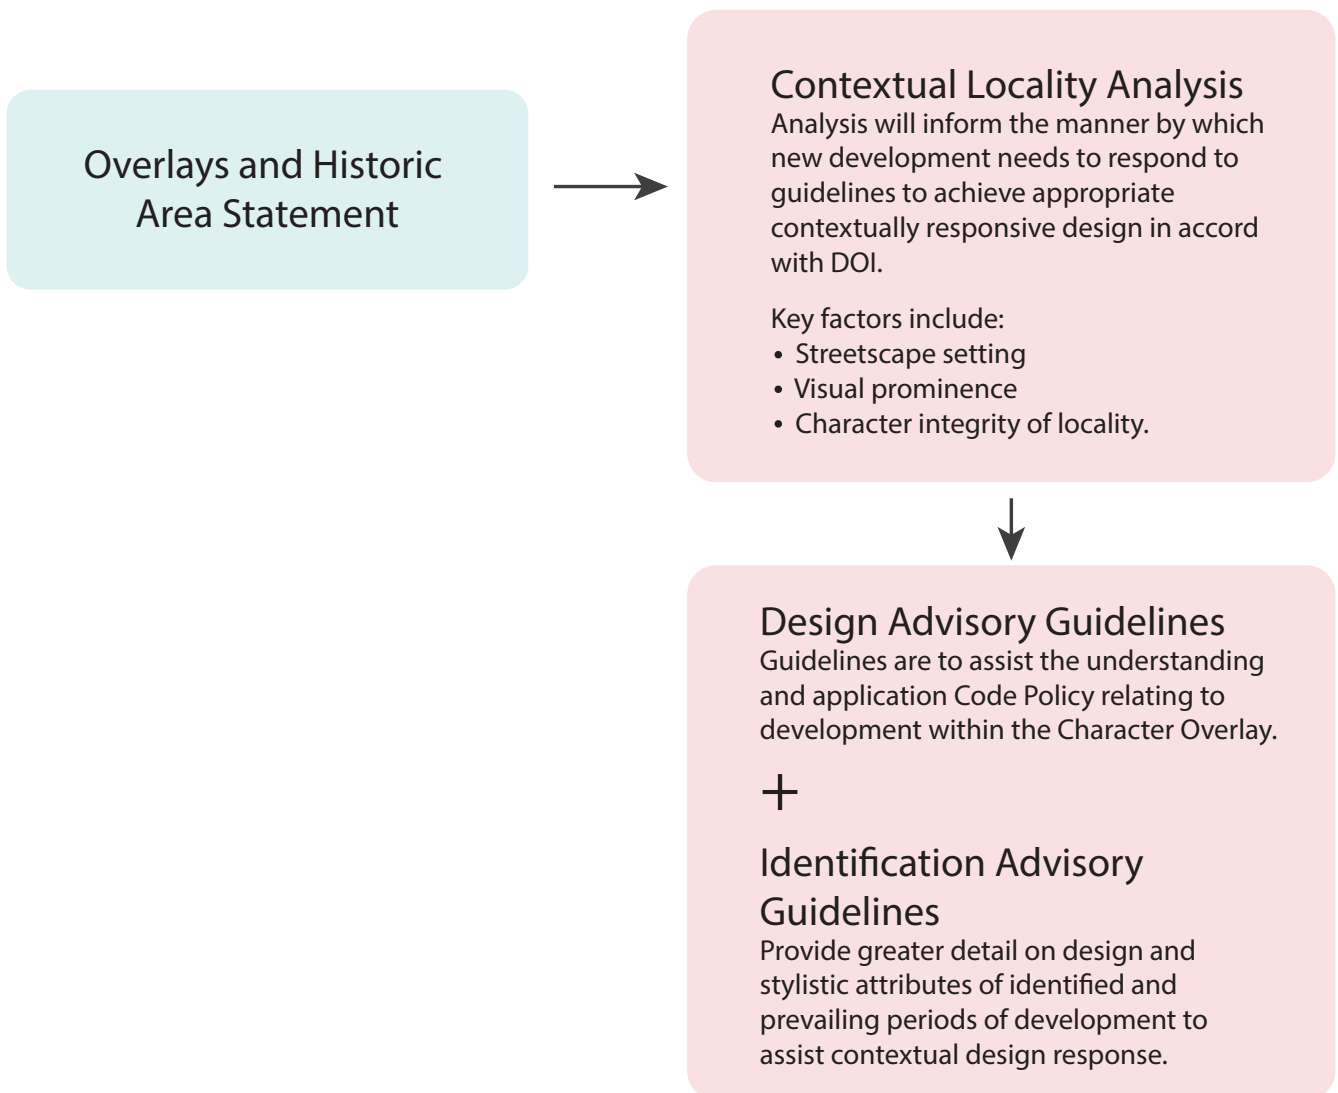 Overlays and Historic
Area Statement
Contextual Locality Analysis
Analysis will inform the manner by which
new development needs to respond to
guidelines to achieve appropriate
contextually responsive design in accord
with DOI.
Key factors include:
• Streetscape setting
• Visual prominence
• Character integrity of locality.
Design Advisory Guidelines
Guidelines are to assist the understanding
and application Code Policy relating to
development within the Character Overlay.
+
Identification Advisory
Guidelines
Provide greater detail on design and
stylistic attributes of identified and
prevailing periods of development to
assist contextual design response.